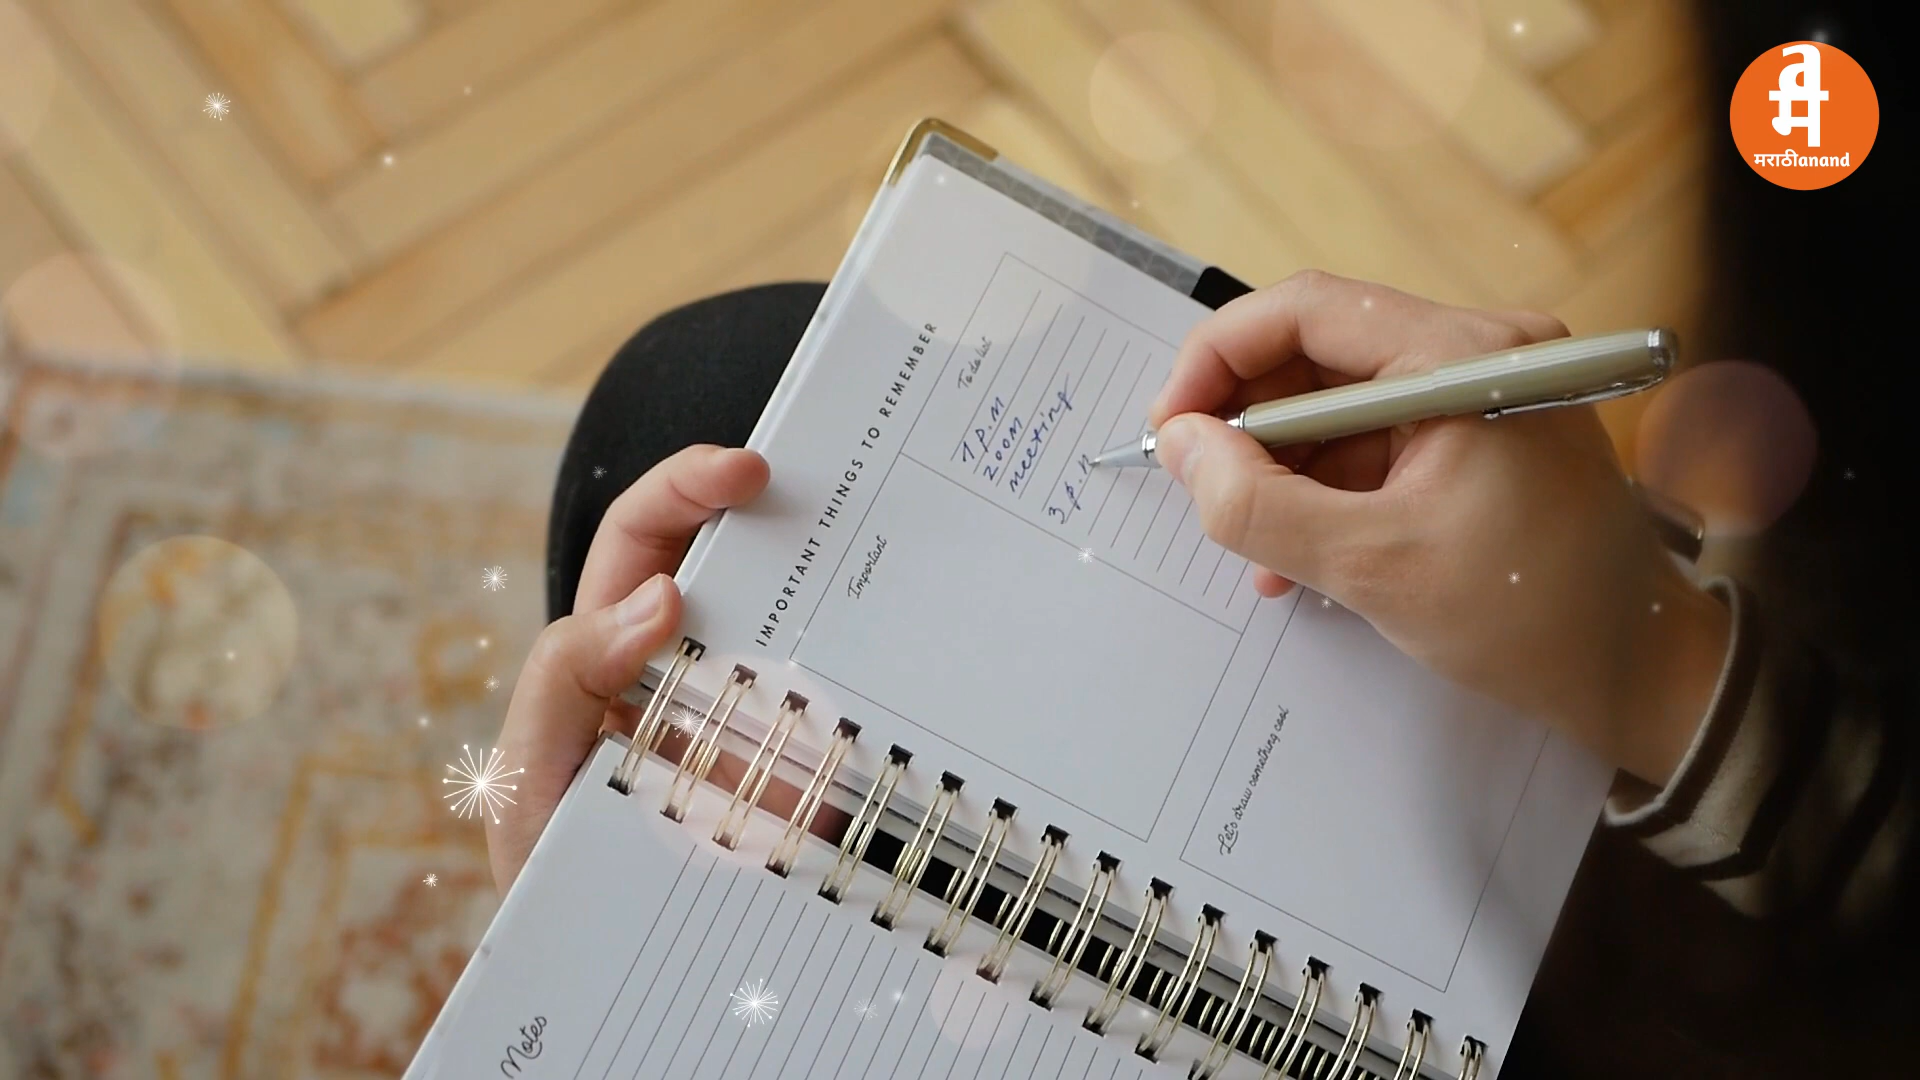 IMPORTANT THINGS TO REMEMBER
To do list
1 P.M
ZOOM
meeting
3 p.m
Important
Let's draw something cool
Notes
aम
मराठीanand